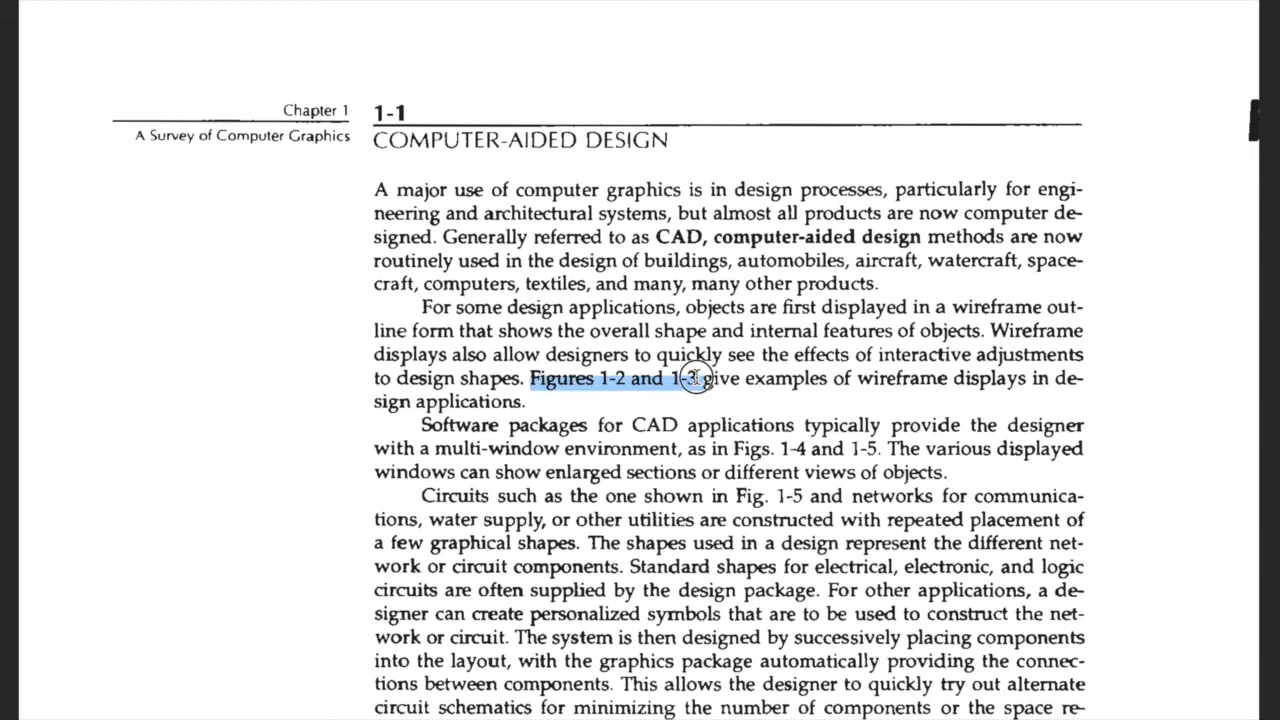 Chapter 1
A Survey of Computer Graphics
1-1
COMPUTER-AIDED DESIGN
A major use of computer graphics is in design processes, particularly for engi-
neering and architectural systems, but almost all products are now computer de-
signed. Generally referred to as CAD, computer-aided design methods are now
routinely used in the design of buildings, automobiles, aircraft, watercraft, space-
craft, computers, textiles, and many, many other products.
For some design applications, objects are first displayed in a wireframe out-
line form that shows the overall shape and internal features of objects. Wireframe
displays also allow designers to quickly see the effects of interactive adjustments
to design shapes. Figures 1-2 and 1-3 give examples of wireframe displays in de-
sign applications.
Software packages for CAD applications typically provide the designer
with a multi-window environment, as in Figs. 1-4 and 1-5. The various displayed
windows can show enlarged sections or different views of objects.
Circuits such as the one shown in Fig. 1-5 and networks for communica-
tions, water supply, or other utilities are constructed with repeated placement of
a few graphical shapes. The shapes used in a design represent the different net-
work or circuit components. Standard shapes for electrical, electronic, and logic
circuits are often supplied by the design package. For other applications, a de-
signer can create personalized symbols that are to be used to construct the net-
work or circuit. The system is then designed by successively placing components
into the layout, with the graphics package automatically providing the connec-
tions between components. This allows the designer to quickly try out alternate
circuit schematics for minimizing the number of components or the space re-